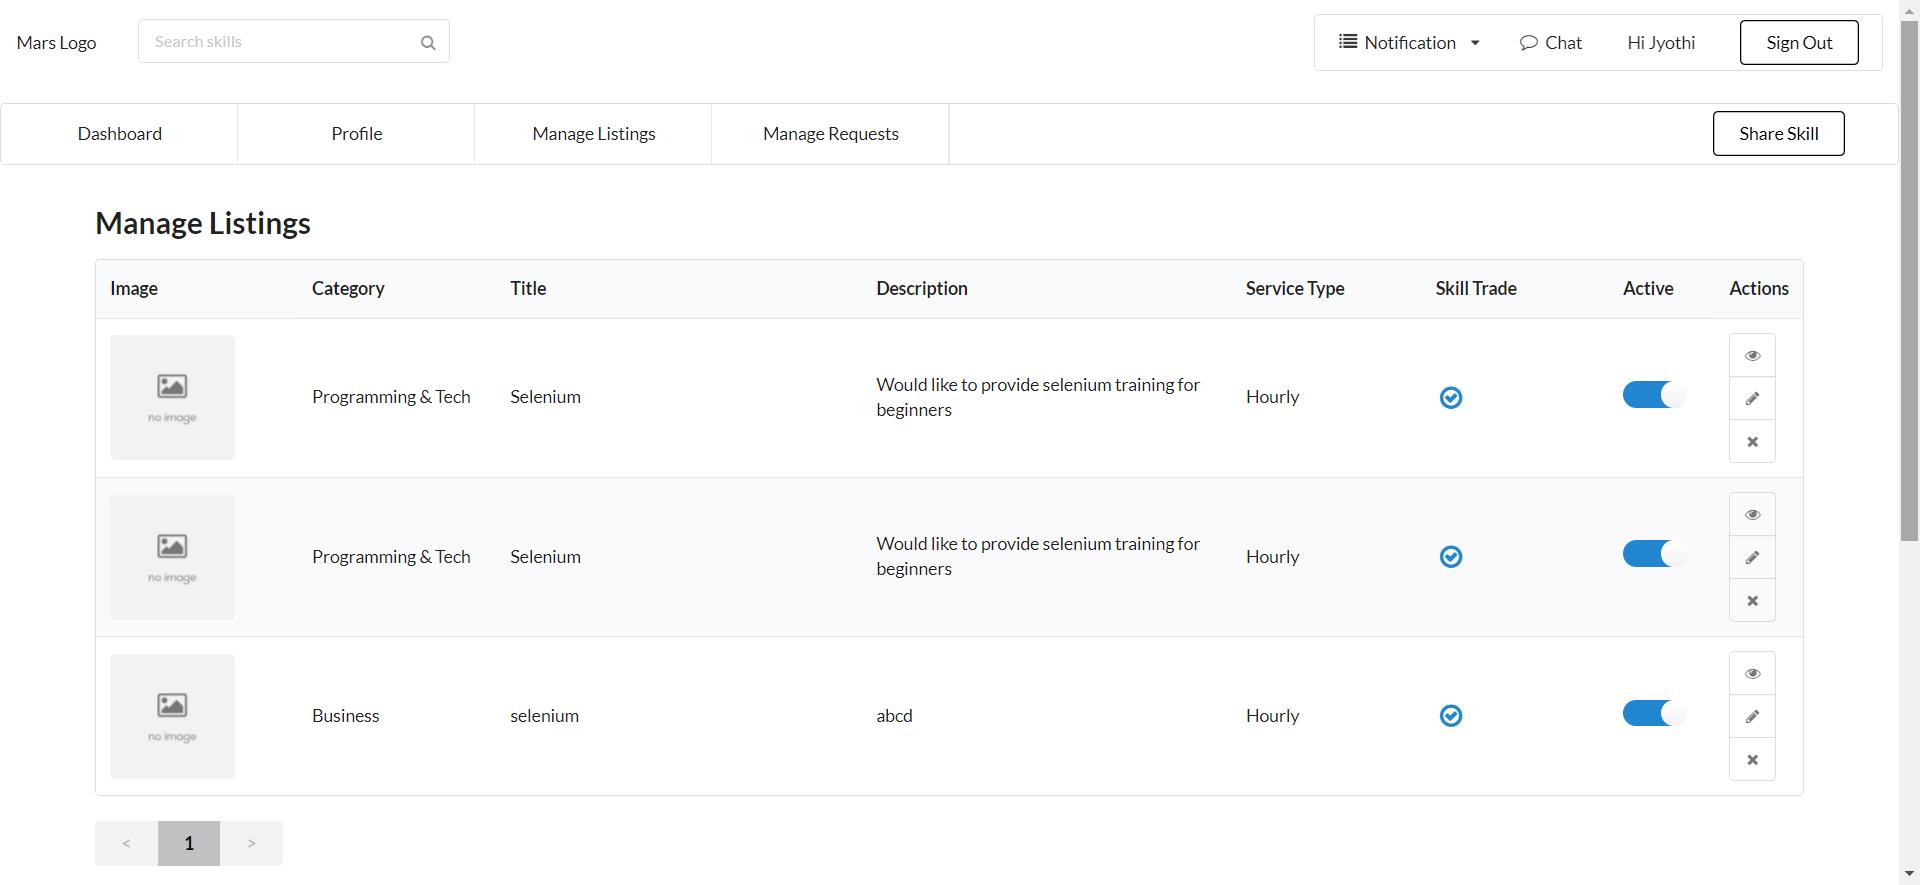 Mars Logo
Search skills
Notification
Chat
Hi Jyothi
Sign Out
Dashboard
Profile
Manage Listings
Manage Requests
Share Skill
Manage Listings
Image Category Title Description Service Type Skill Trade Active Actions
no image
Programming & Tech
Selenium
Would like to provide selenium training for
beginners
Hourly
no image
Programming & Tech
Selenium
Would like to provide selenium training for
beginners
Hourly
no image
Business
selenium
abcd
Hourly
< 1 >